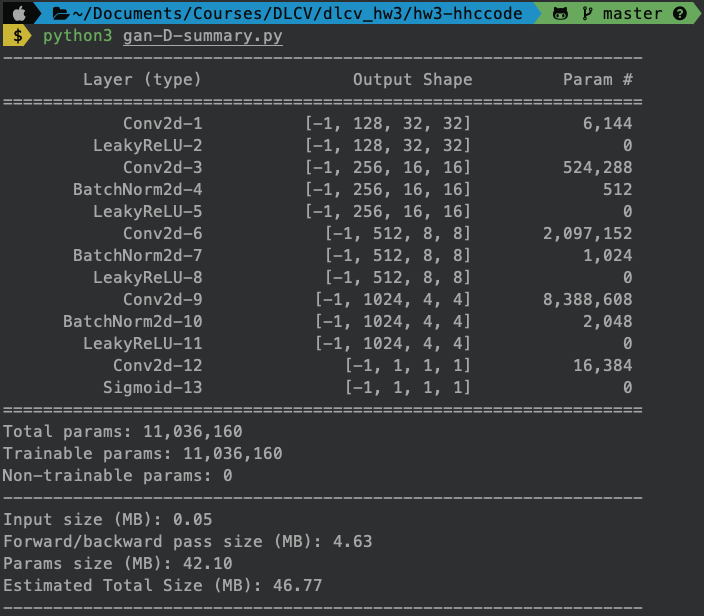 ~/Documents/Courses/DLCV/dlcv_hw3/hw3-hhccode master ?
$ python3 gan-D-summary.py
----------------------------------------------------------------
Layer (type) Output Shape Param #
================================================================
Conv2d-1 [-1, 128, 32, 32] 6,144
LeakyReLU-2 [-1, 128, 32, 32] 0
Conv2d-3 [-1, 256, 16, 16] 524,288
BatchNorm2d-4 [-1, 256, 16, 16] 512
LeakyReLU-5 [-1, 256, 16, 16] 0
Conv2d-6 [-1, 512, 8, 8] 2,097,152
BatchNorm2d-7 [-1, 512, 8, 8] 1,024
LeakyReLU-8 [-1, 512, 8, 8] 0
Conv2d-9 [-1, 1024, 4, 4] 8,388,608
BatchNorm2d-10 [-1, 1024, 4, 4] 2,048
LeakyReLU-11 [-1, 1024, 4, 4] 0
Conv2d-12 [-1, 1, 1, 1] 16,384
Sigmoid-13 [-1, 1, 1, 1] 0
================================================================
Total params: 11,036,160
Trainable params: 11,036,160
Non-trainable params: 0
----------------------------------------------------------------
Input size (MB): 0.05
Forward/backward pass size (MB): 4.63
Params size (MB): 42.10
Estimated Total Size (MB): 46.77
----------------------------------------------------------------